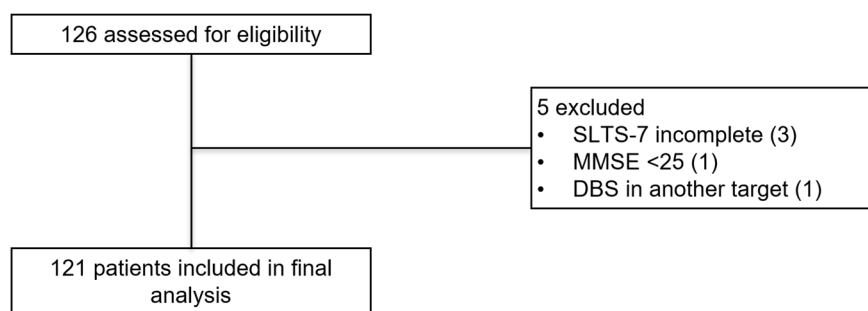 126 assessed for eligibility
5 excluded
• SLTS-7 incomplete (3)
• MMSE <25 (1)
• DBS in another target (1)
121 patients included in final
analysis